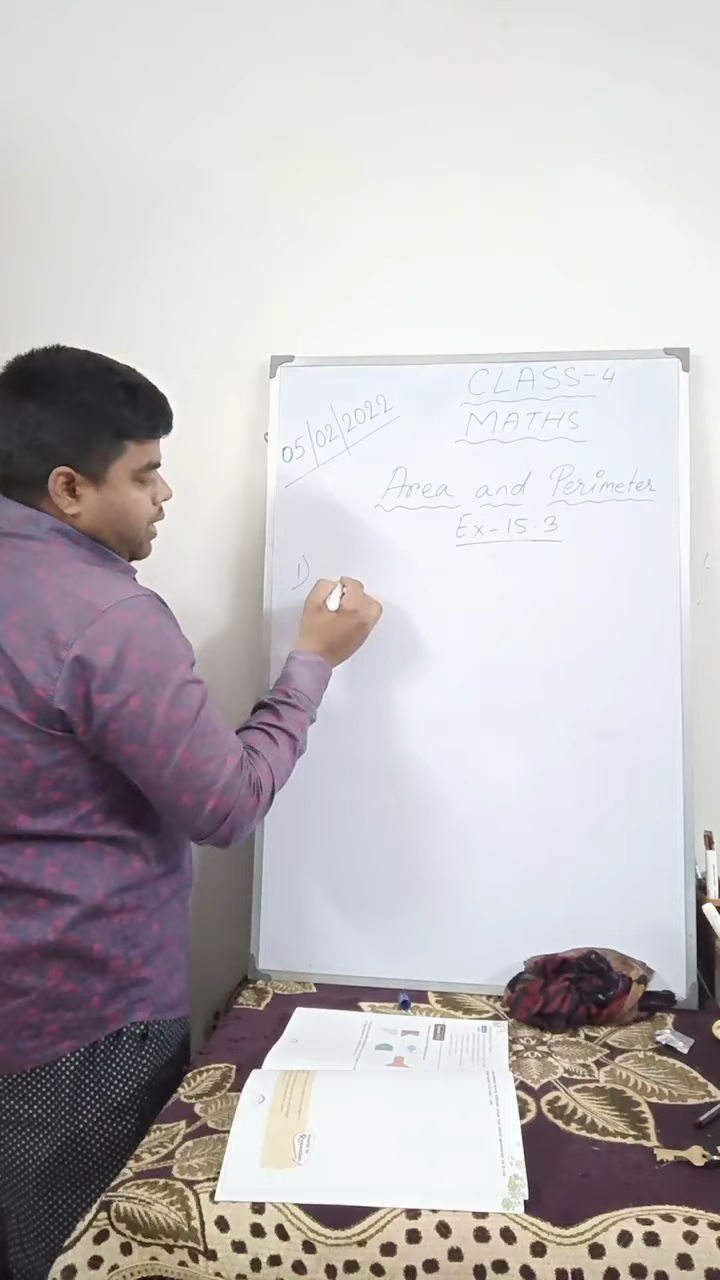 CLASS-4
05/02/2022
MATHS
Area and Perimeter
Ex-15.3
1)